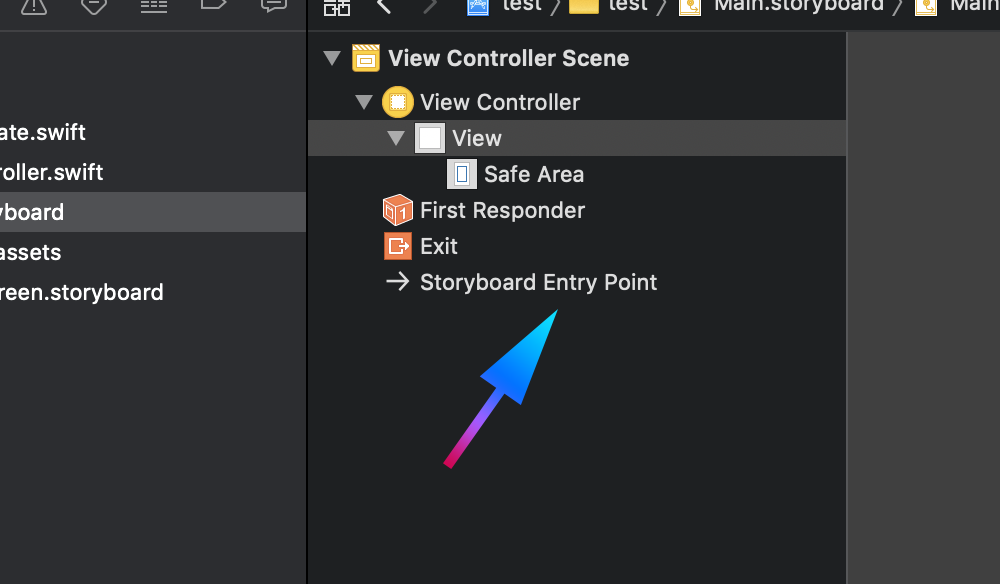 test test Main.storyboard Main
View Controller Scene
View Controller
ate.swift
View
roller.swift
Safe Area
yboard
First Responder
1
assets
Exit
reen.storyboard
Storyboard Entry Point